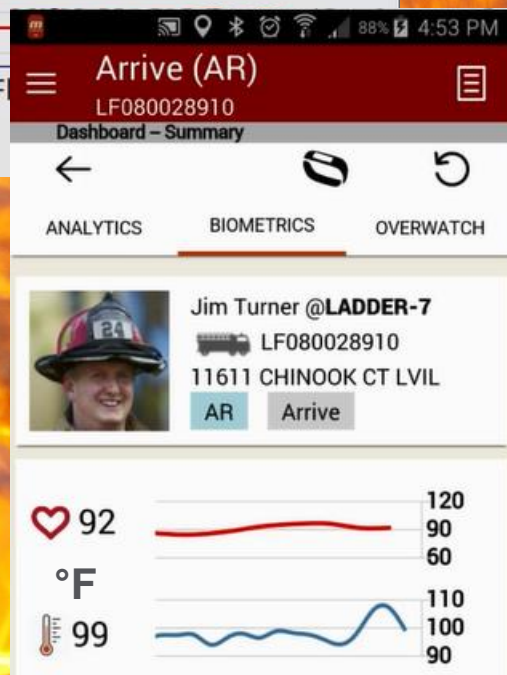 88% 4:53 PM
Arrive (AR)
LF080028910
Dashboard – Summary
ANALYTICS BIOMETRICS OVERWATCH
24
Jim Turner @LADDER-7
LF080028910
11611 CHINOOK CT LVIL
AR Arrive
92
120
90
60
°F
99
110
100
90